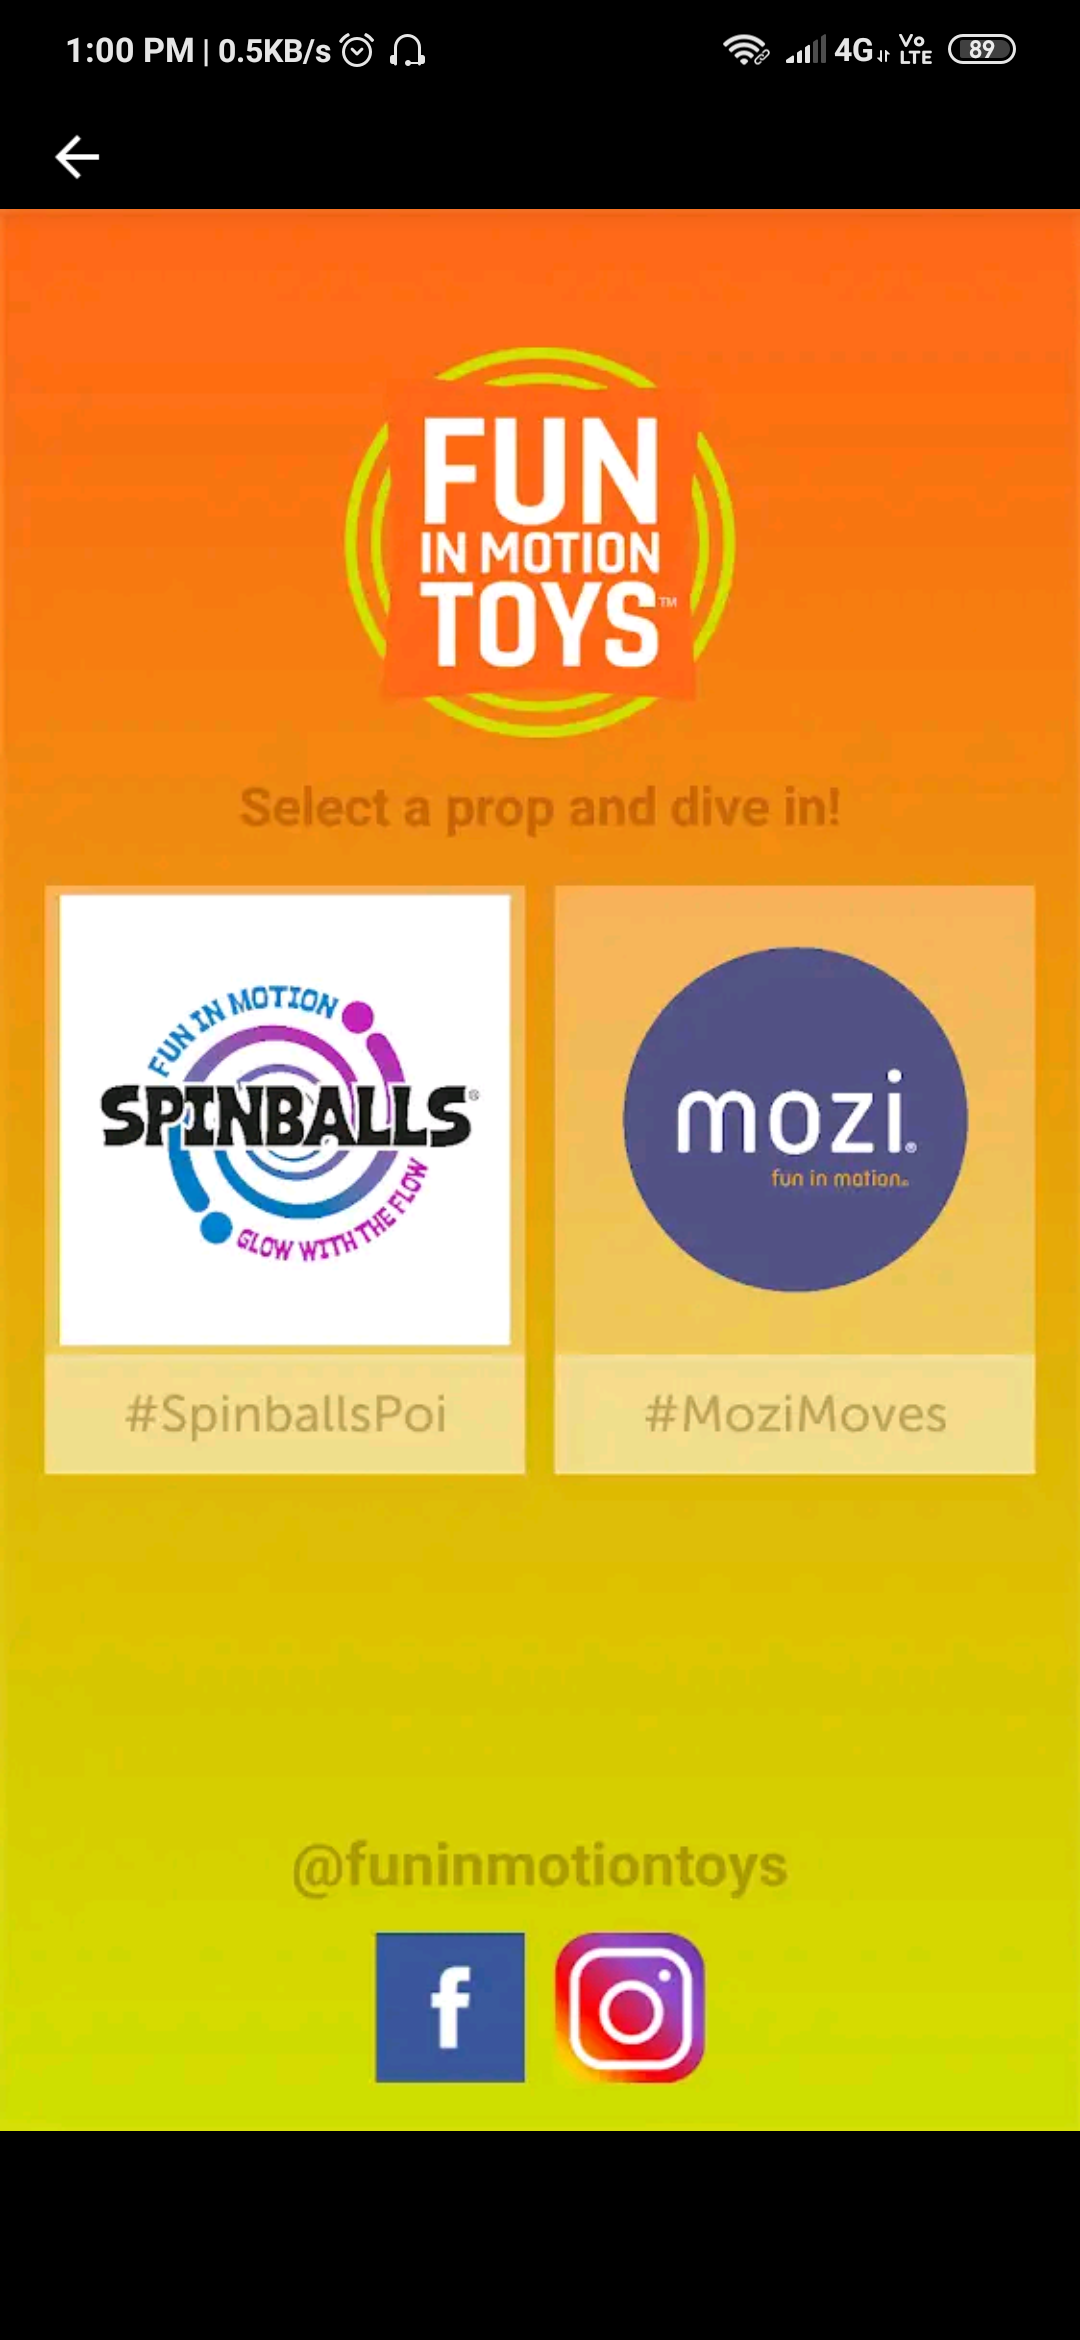 1:00 PM | 0.5KB/s 4G Vo LTE 89
FUN
IN MOTION
TOYS™
Select a prop and dive in!
FUN IN MOTION
SPINBALLS®
GLOW WITH THE FLOW
mozi®
fun in motion®
#SpinballsPoi
#MoziMoves
@funinmotiontoys
f